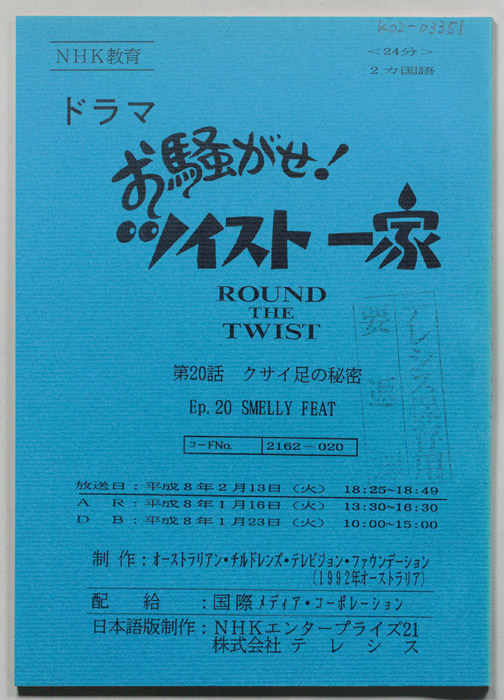 K02-03351
NHK教育
<24分>
2カ国語
ドラマ
お騒がせ!
ツイスト一家
ROUND
THE
TWIST
第20話 クサイ足の秘密
Ep.20 SMELLY FEAT
コードNo. 2162-020
放送日:平成8年2月13日(火) 18:25~18:49
A R:平成8年1月16日(火) 13:30~16:30
D B:平成8年1月23日(火) 10:00~15:00
制作:オーストラリアン・チルドレンズ・テレビジョン・ファウンデーション
(1992年オーストラリア)
配給:国際メディア・コーポレーション
日本語版制作:NHKエンタープライズ21
株式会社 テレシス